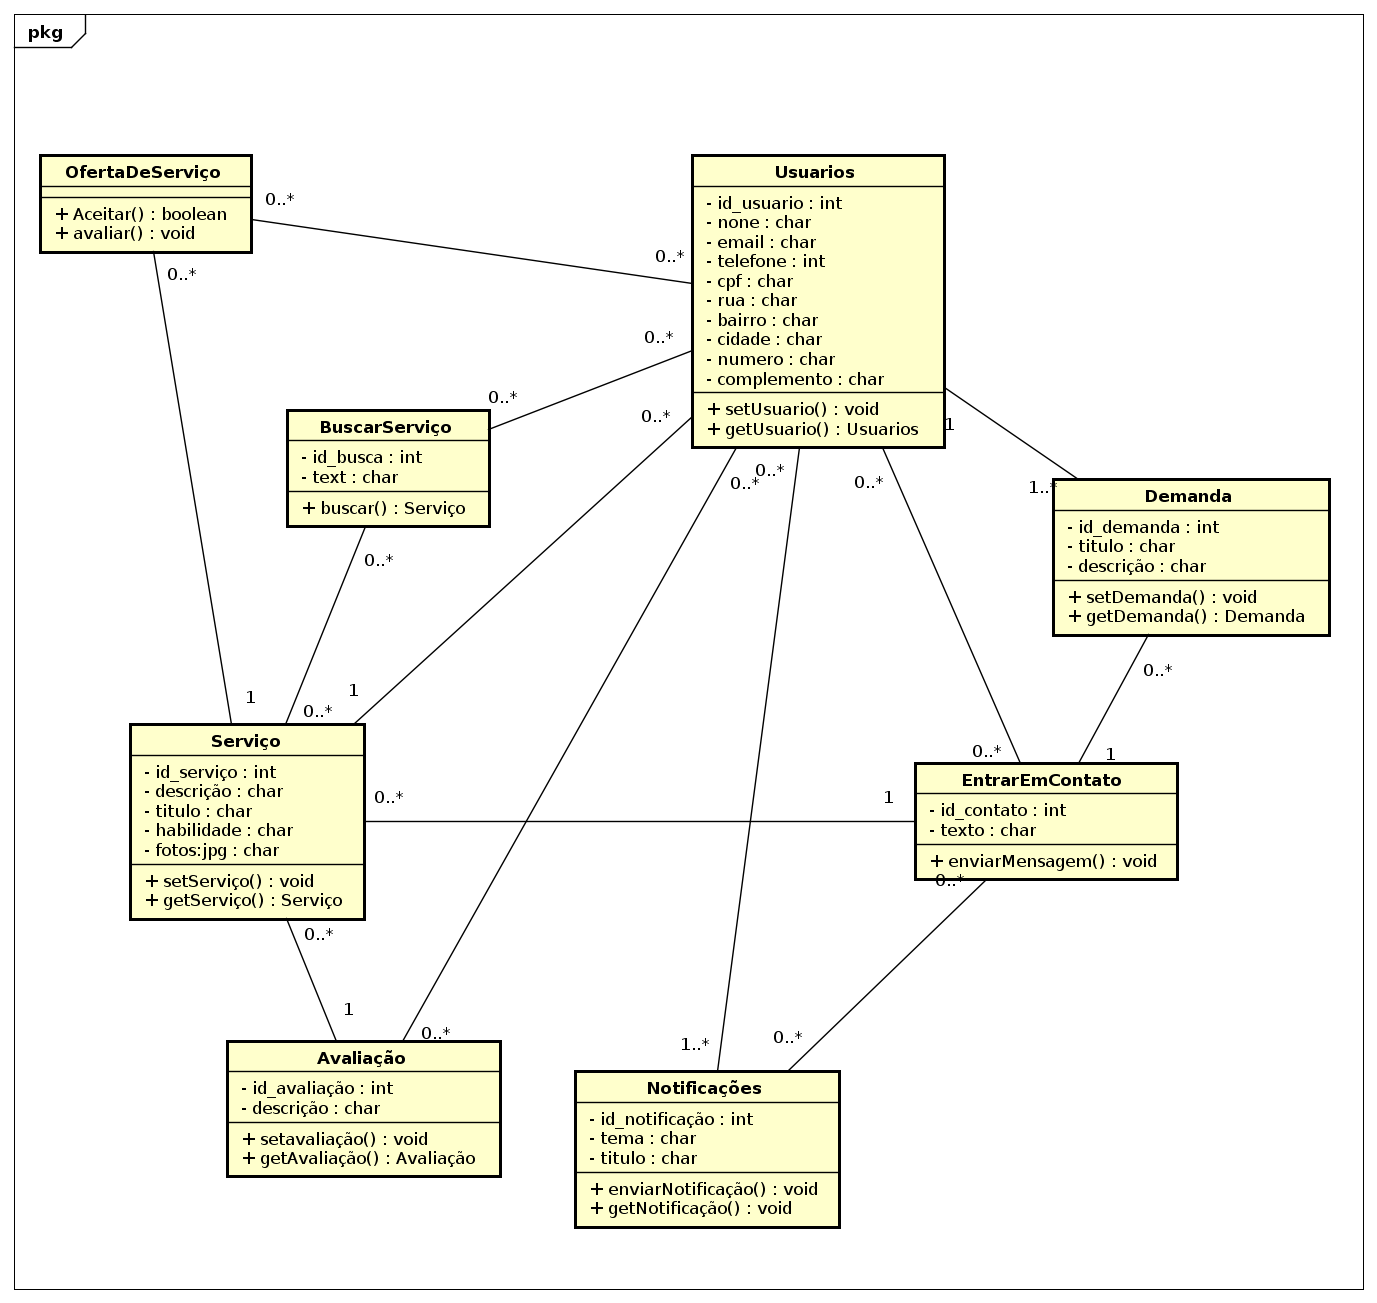 pkg
OfertaDeServiço
+ Aceitar() : boolean
+ avaliar() : void
0..*
0..*
0..*
Usuarios
- id_usuario : int
- none : char
- email : char
- telefone : int
- cpf : char
- rua : char
- bairro : char
- cidade : char
- numero : char
- complemento : char
+ setUsuario() : void
+ getUsuario() : Usuarios
0..*
0..*
0..*
0..*
0..*
0..*
1
1..*
BuscarServiço
- id_busca : int
- text : char
+ buscar() : Serviço
0..*
Demanda
- id_demanda : int
- titulo : char
- descrição : char
+ setDemanda() : void
+ getDemanda() : Demanda
0..*
1
0..*
1
Serviço
- id_serviço : int
- descrição : char
- titulo : char
- habilidade : char
- fotos:jpg : char
+ setServiço() : void
+ getServiço() : Serviço
0..*
1
0..*
1
EntrarEmContato
- id_contato : int
- texto : char
+ enviarMensagem() : void
0..*
0..*
1
0..*
Avaliação
- id_avaliação : int
- descrição : char
+ setavaliação() : void
+ getAvaliação() : Avaliação
1..*
0..*
Notificações
- id_notificação : int
- tema : char
- titulo : char
+ enviarNotificação() : void
+ getNotificação() : void